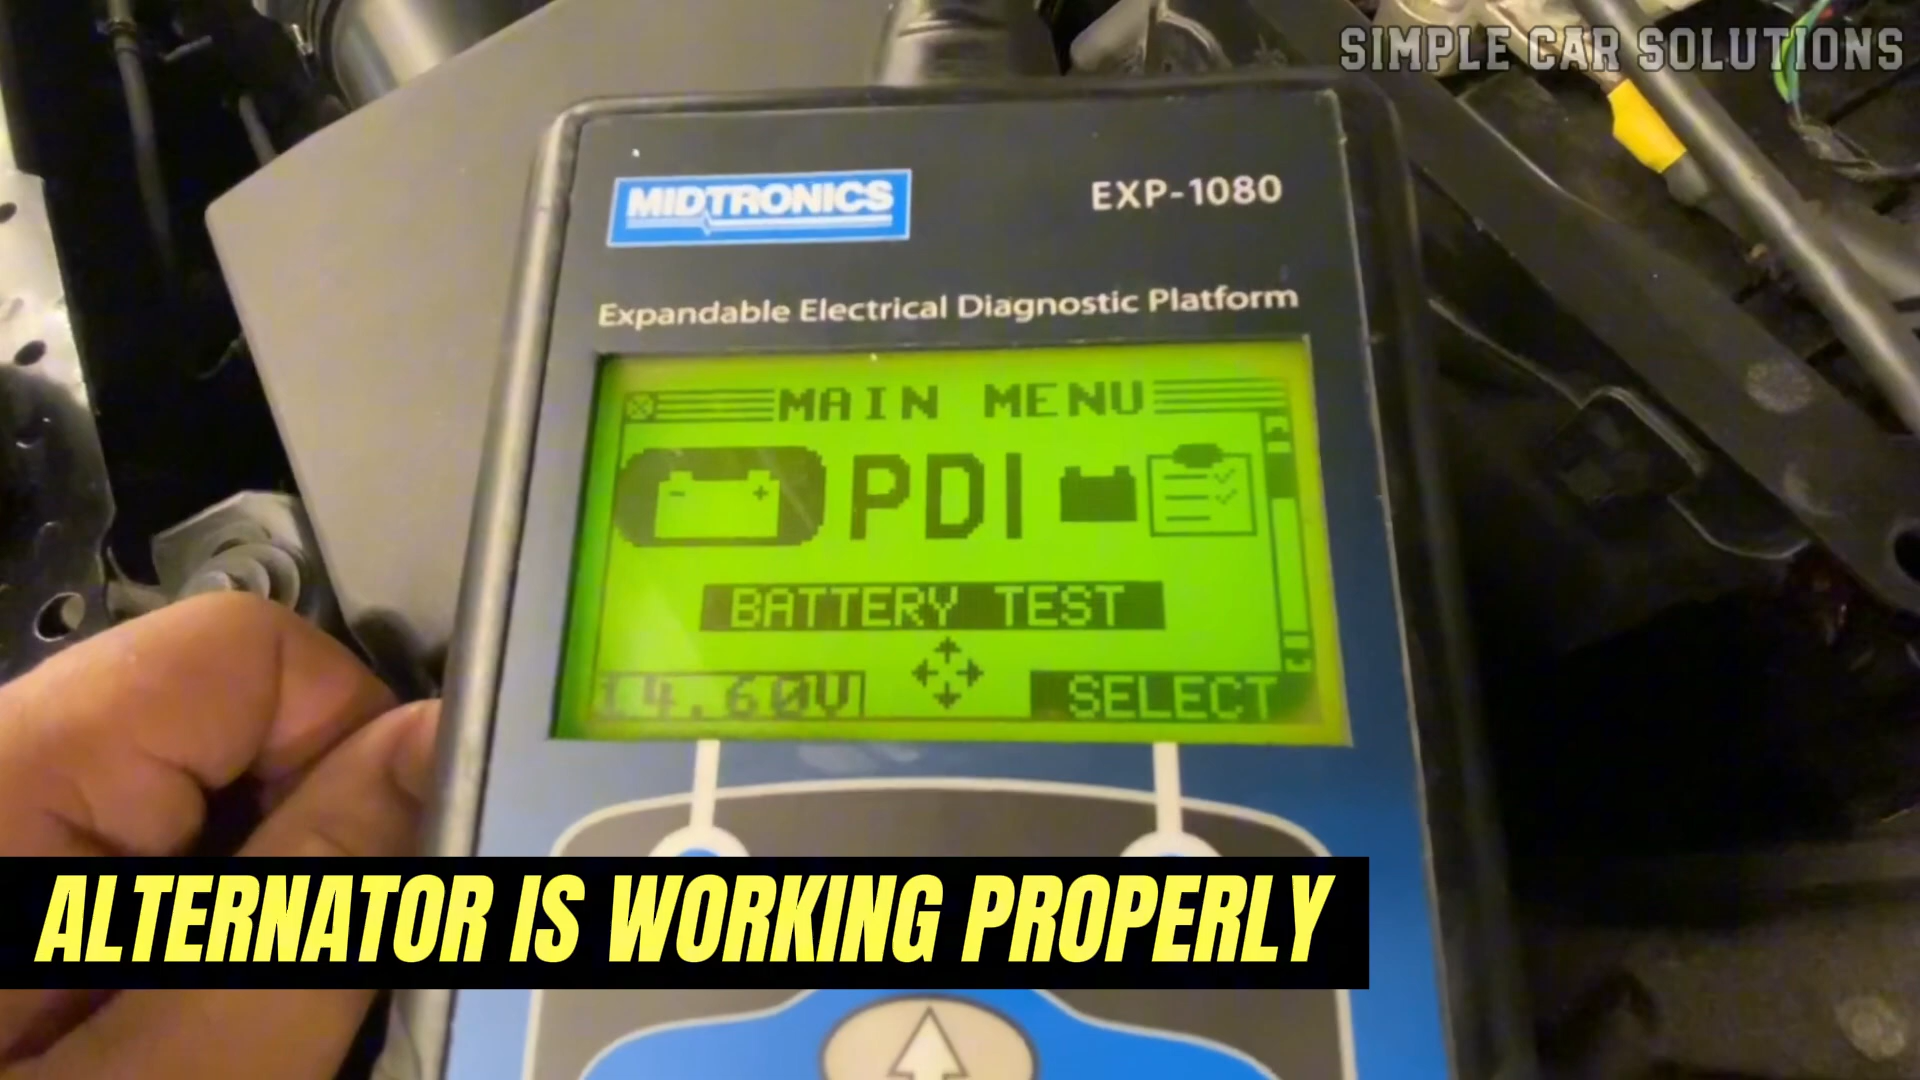 SIMPLE CAR SOLUTIONS
MIDTRONICS
EXP-1080
Expandable Electrical Diagnostic Platform
MAIN MENU
PDI
BATTERY TEST
14.60V
SELECT
ALTERNATOR IS WORKING PROPERLY